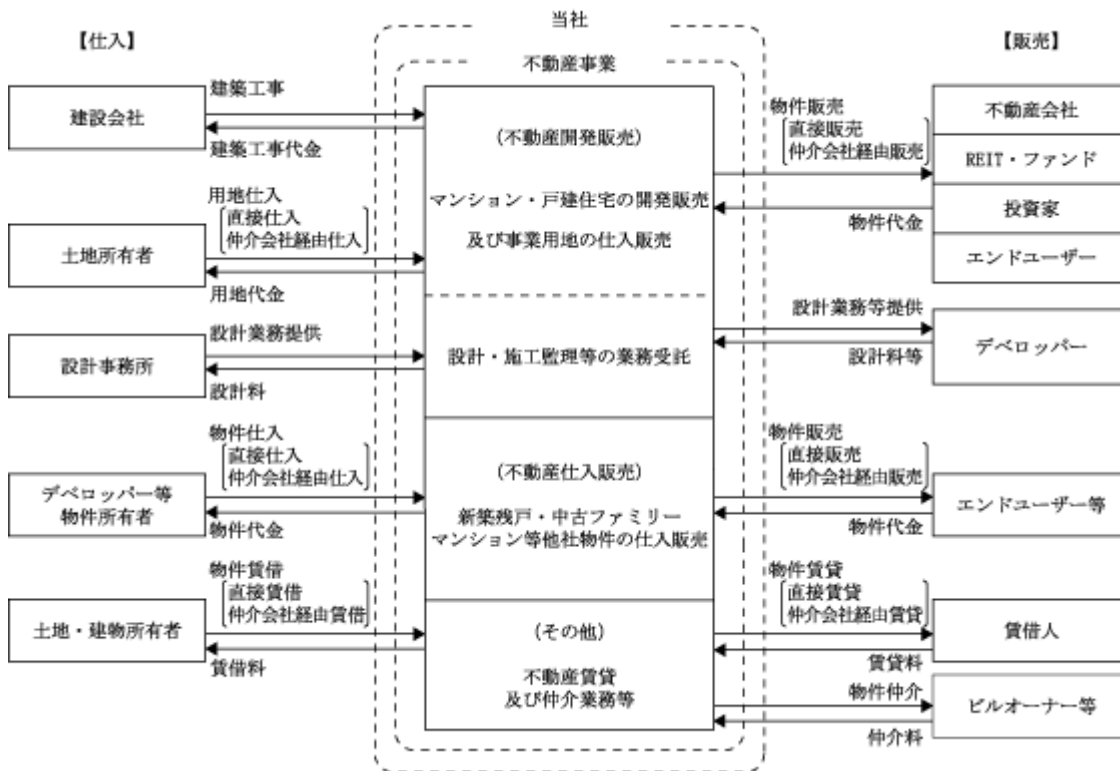 当社
【仕入】
【販売】
不動産事業
建設会社
建築工事
建築工事代金
土地所有者
用地仕入
直接仕入
仲介会社経由仕入
用地代金
設計事務所
設計業務提供
設計料
デベロッパー等
物件所有者
物件仕入
直接仕入
仲介会社経由仕入
物件代金
土地・建物所有者
物件賃借
直接賃借
仲介会社経由賃借
賃借料
(不動産開発販売)
マンション・戸建住宅の開発販売
及び事業用地の仕入販売
設計・施工監理等の業務受託
(不動産仕入販売)
新築残戸・中古ファミリー
マンション等他社物件の仕入販売
(その他)
不動産賃貸
及び仲介業務等
物件販売
直接販売
仲介会社経由販売
物件代金
不動産会社
REIT・ファンド
投資家
エンドユーザー
設計業務等提供
設計料等
デベロッパー
物件販売
直接販売
仲介会社経由販売
物件代金
エンドユーザー等
物件賃貸
直接賃貸
仲介会社経由賃貸
賃貸料
賃借人
物件仲介
仲介料
ビルオーナー等